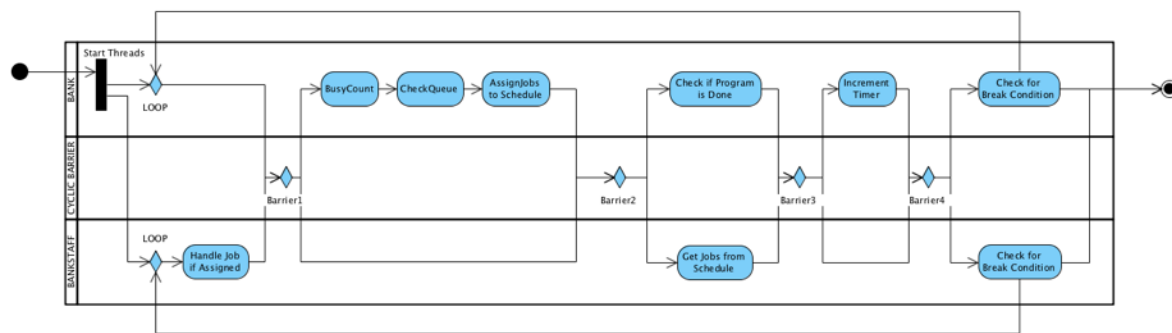 Start Threads
BANK
LOOP
BusyCount
CheckQueue
AssignJobs
to Schedule
Check if Program
is Done
Increment
Timer
Check for
Break Condition
CYCLIC BARRIER
Barrier1
Barrier2
Barrier3
Barrier4
BANKSTAFF
LOOP
Handle Job
if Assigned
Get Jobs from
Schedule
Check for
Break Condition